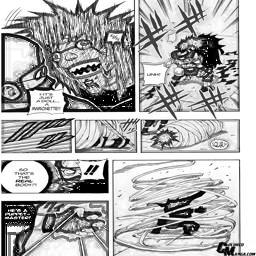 IT'S
JUST
A DOLL...
A
MARIONETTE!!
UNH!!
SO
THAT'S
THE REAL
BODY?!
HE'S A
PUPPET-
MASTER!